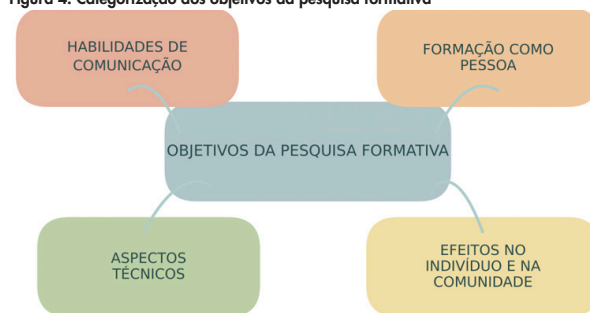 Figura 4. Categorização dos objetivos da pesquisa formativa
HABILIDADES DE
COMUNICAÇÃO
FORMAÇÃO COMO
PESSOA
OBJETIVOS DA PESQUISA FORMATIVA
ASPECTOS
TÉCNICOS
EFEITOS NO
INDIVÍDUO E NA
COMUNIDADE